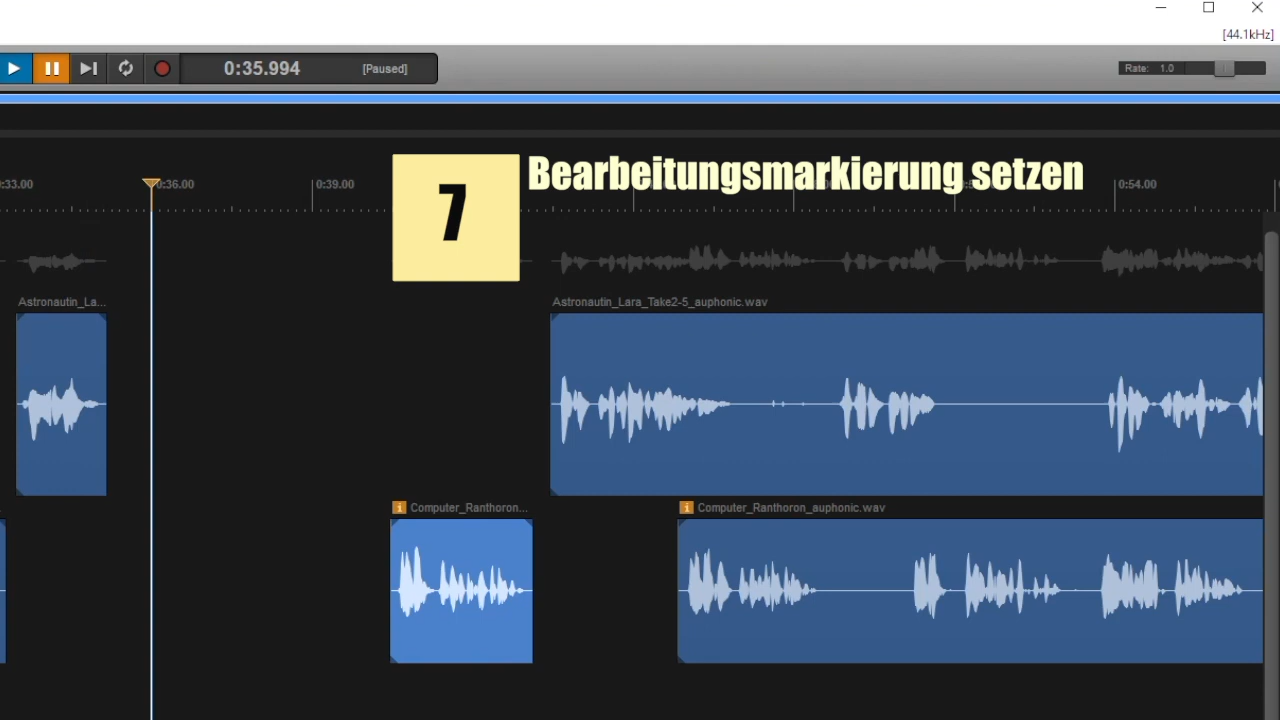 [44.1kHz]
0:35.994
[Paused]
Rate: 1.0
7
Bearbeitungsmarkierung setzen
:33.00
0:36.00
0:39.00
0:54.00
Astronautin_La...
Astronautin_Lara_Take2-5_auphonic.wav
i Computer_Ranthoron...
i Computer_Ranthoron_auphonic.wav